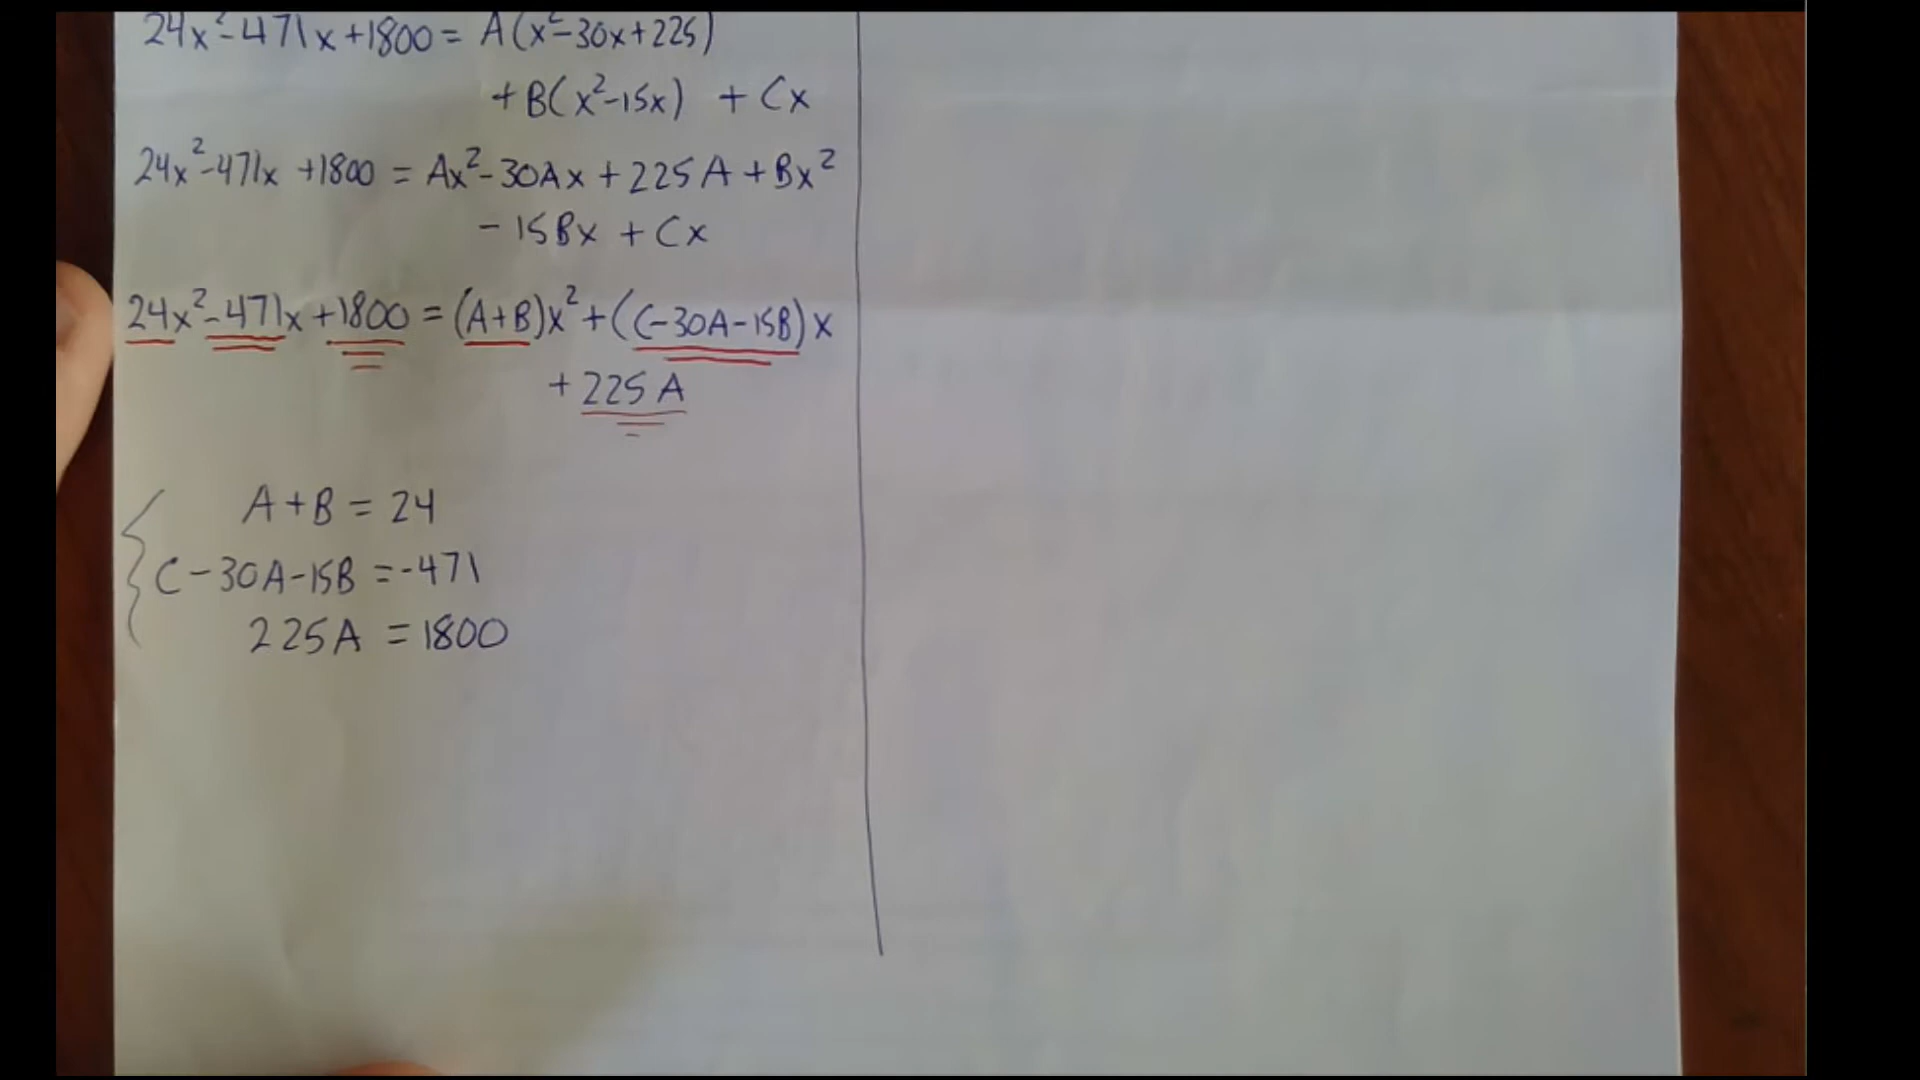 24x²-471x+1800 = A(x²-30x+225)
+ B(x²-15x) + Cx
24x²-471x +1800 = Ax²-30Ax+225A+Bx²
- 15Bx + Cx
24x²-471x+1800 = (A+B)x²+(C-30A-15B)x
+ 225A
A+B = 24
C-30A-15B =-471
225A = 1800